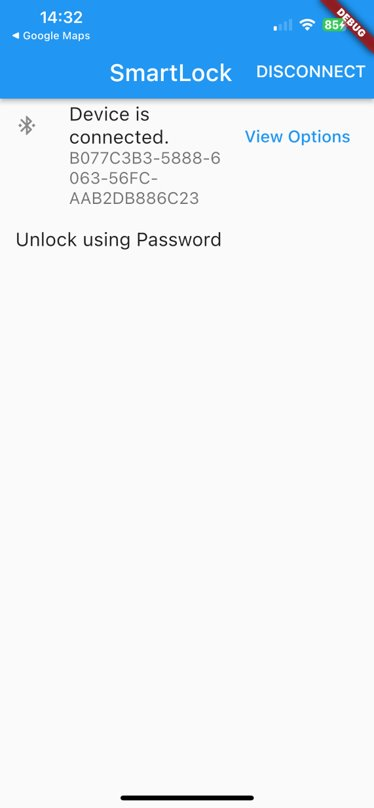 14:32
◀ Google Maps
85
DEBUG
SmartLock
DISCONNECT
Device is
connected.
B077C3B3-5888-6
063-56FC-
AAB2DB886C23
View Options
Unlock using Password